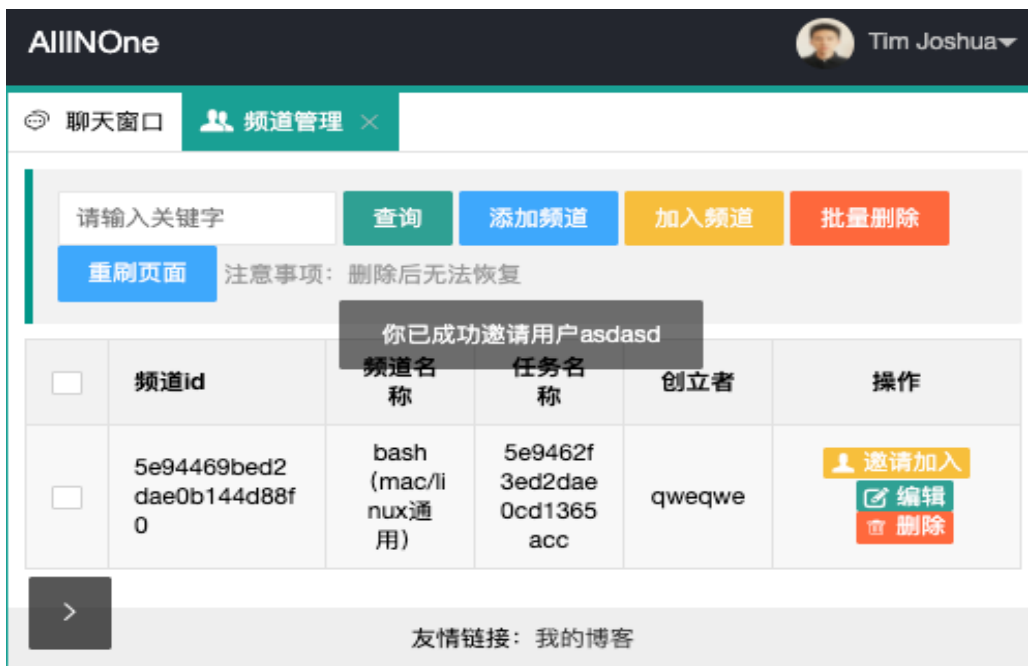 AllINOne
Tim Joshua
聊天窗口
频道管理
请输入关键字
查询
添加频道
加入频道
批量删除
重刷页面
注意事项：删除后无法恢复
你已成功邀请用户asdasd
频道id
频道名
称
任务名
称
创立者
操作
5e94469bed2
dae0b144d88f
0
bash
（mac/li
nux通
用）
5e9462f
3ed2dae
0cd1365
acc
qweqwe
邀请加入
编辑
删除
友情链接：我的博客